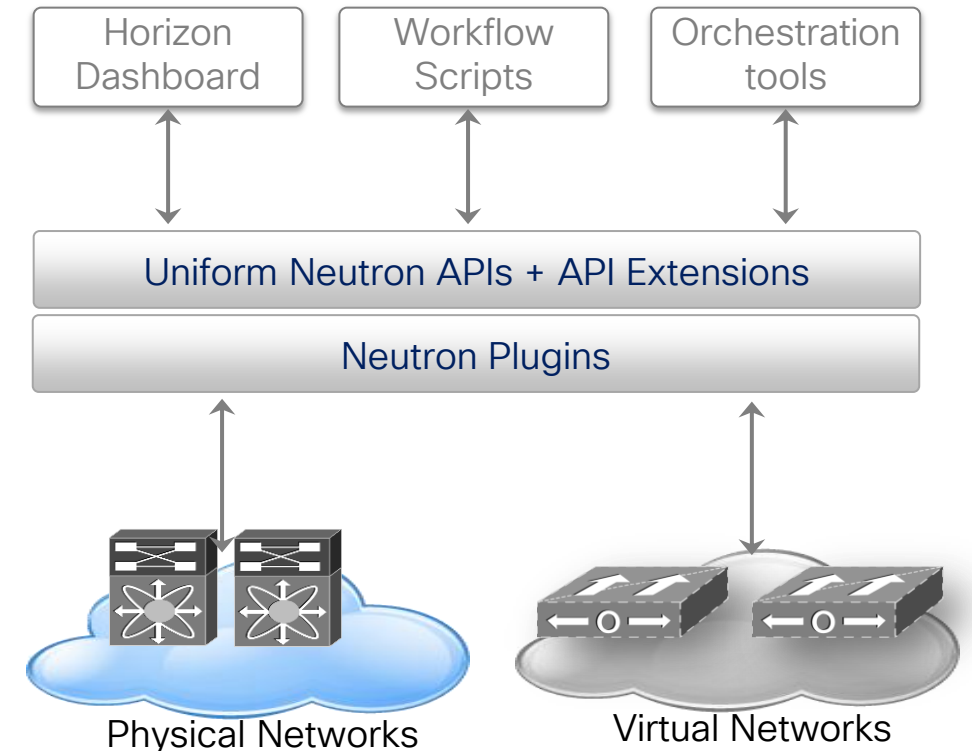 Horizon
Dashboard
Workflow
Scripts
Orchestration
tools
Uniform Neutron APIs + API Extensions
Neutron Plugins
O
O
Physical Networks
Virtual Networks